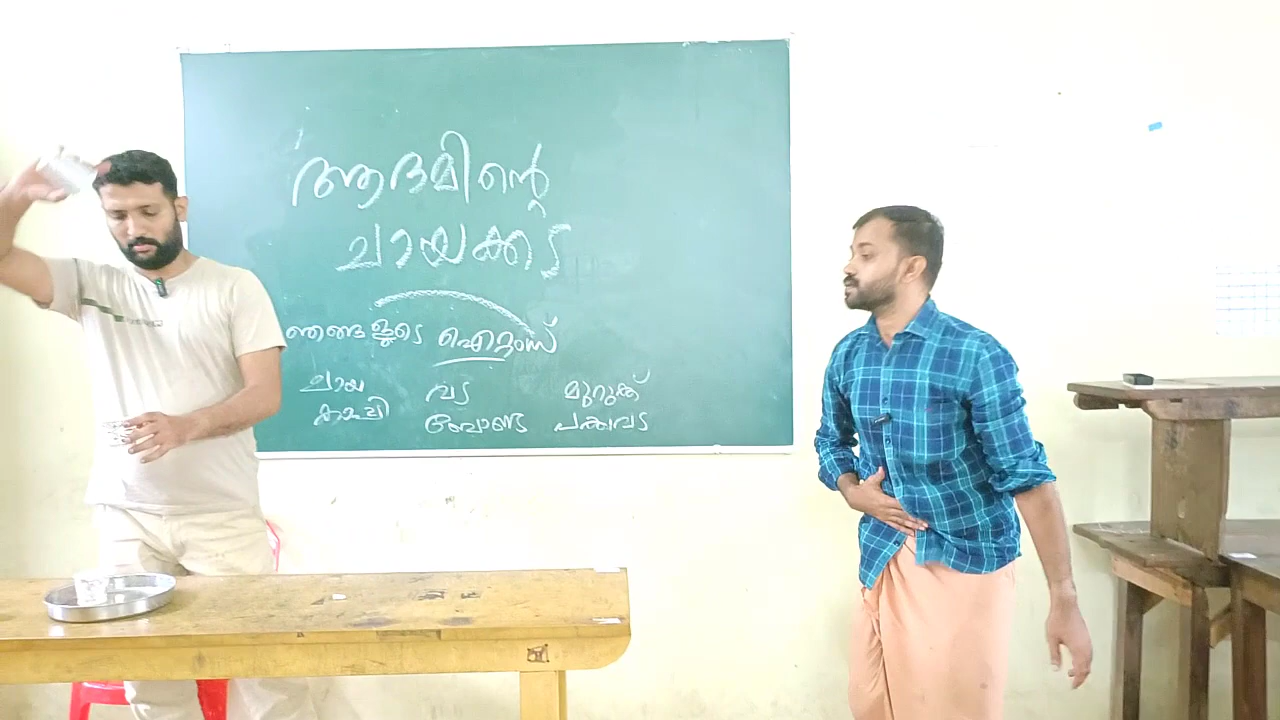 ആദമിന്റെ
ചായക്കട
ഞങ്ങളുടെ ഐറ്റംസ്
ചായ വട മുറുക്ക്
കാപ്പി ബോണ്ട പക്കവട